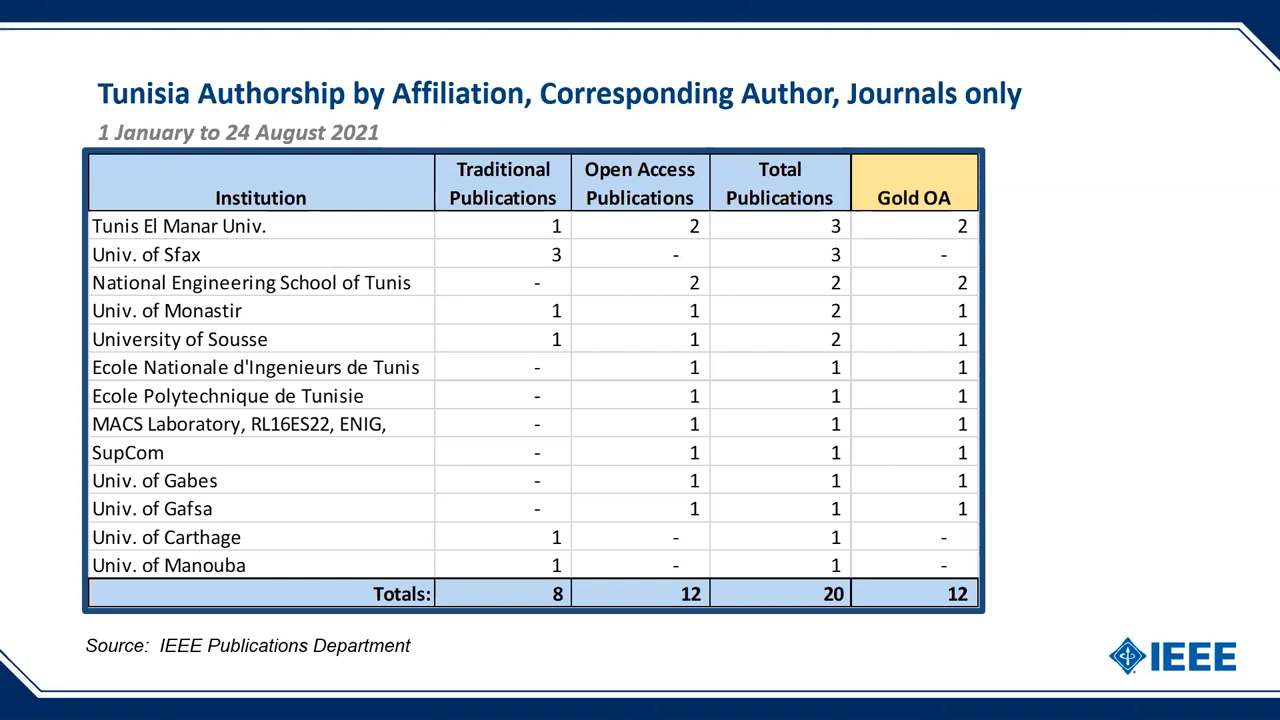 Tunisia Authorship by Affiliation, Corresponding Author, Journals only
1 January to 24 August 2021
Institution Traditional Publications Open Access Publications Total Publications Gold OA
Tunis El Manar Univ. 1 2 3 2
Univ. of Sfax 3 - 3 -
National Engineering School of Tunis - 2 2 2
Univ. of Monastir 1 1 2 1
University of Sousse 1 1 2 1
Ecole Nationale d'Ingenieurs de Tunis - 1 1 1
Ecole Polytechnique de Tunisie - 1 1 1
MACS Laboratory, RL16ES22, ENIG, - 1 1 1
SupCom - 1 1 1
Univ. of Gabes - 1 1 1
Univ. of Gafsa - 1 1 1
Univ. of Carthage 1 - 1 -
Univ. of Manouba 1 - 1 -
Totals: 8 12 20 12
Source: IEEE Publications Department
IEEE